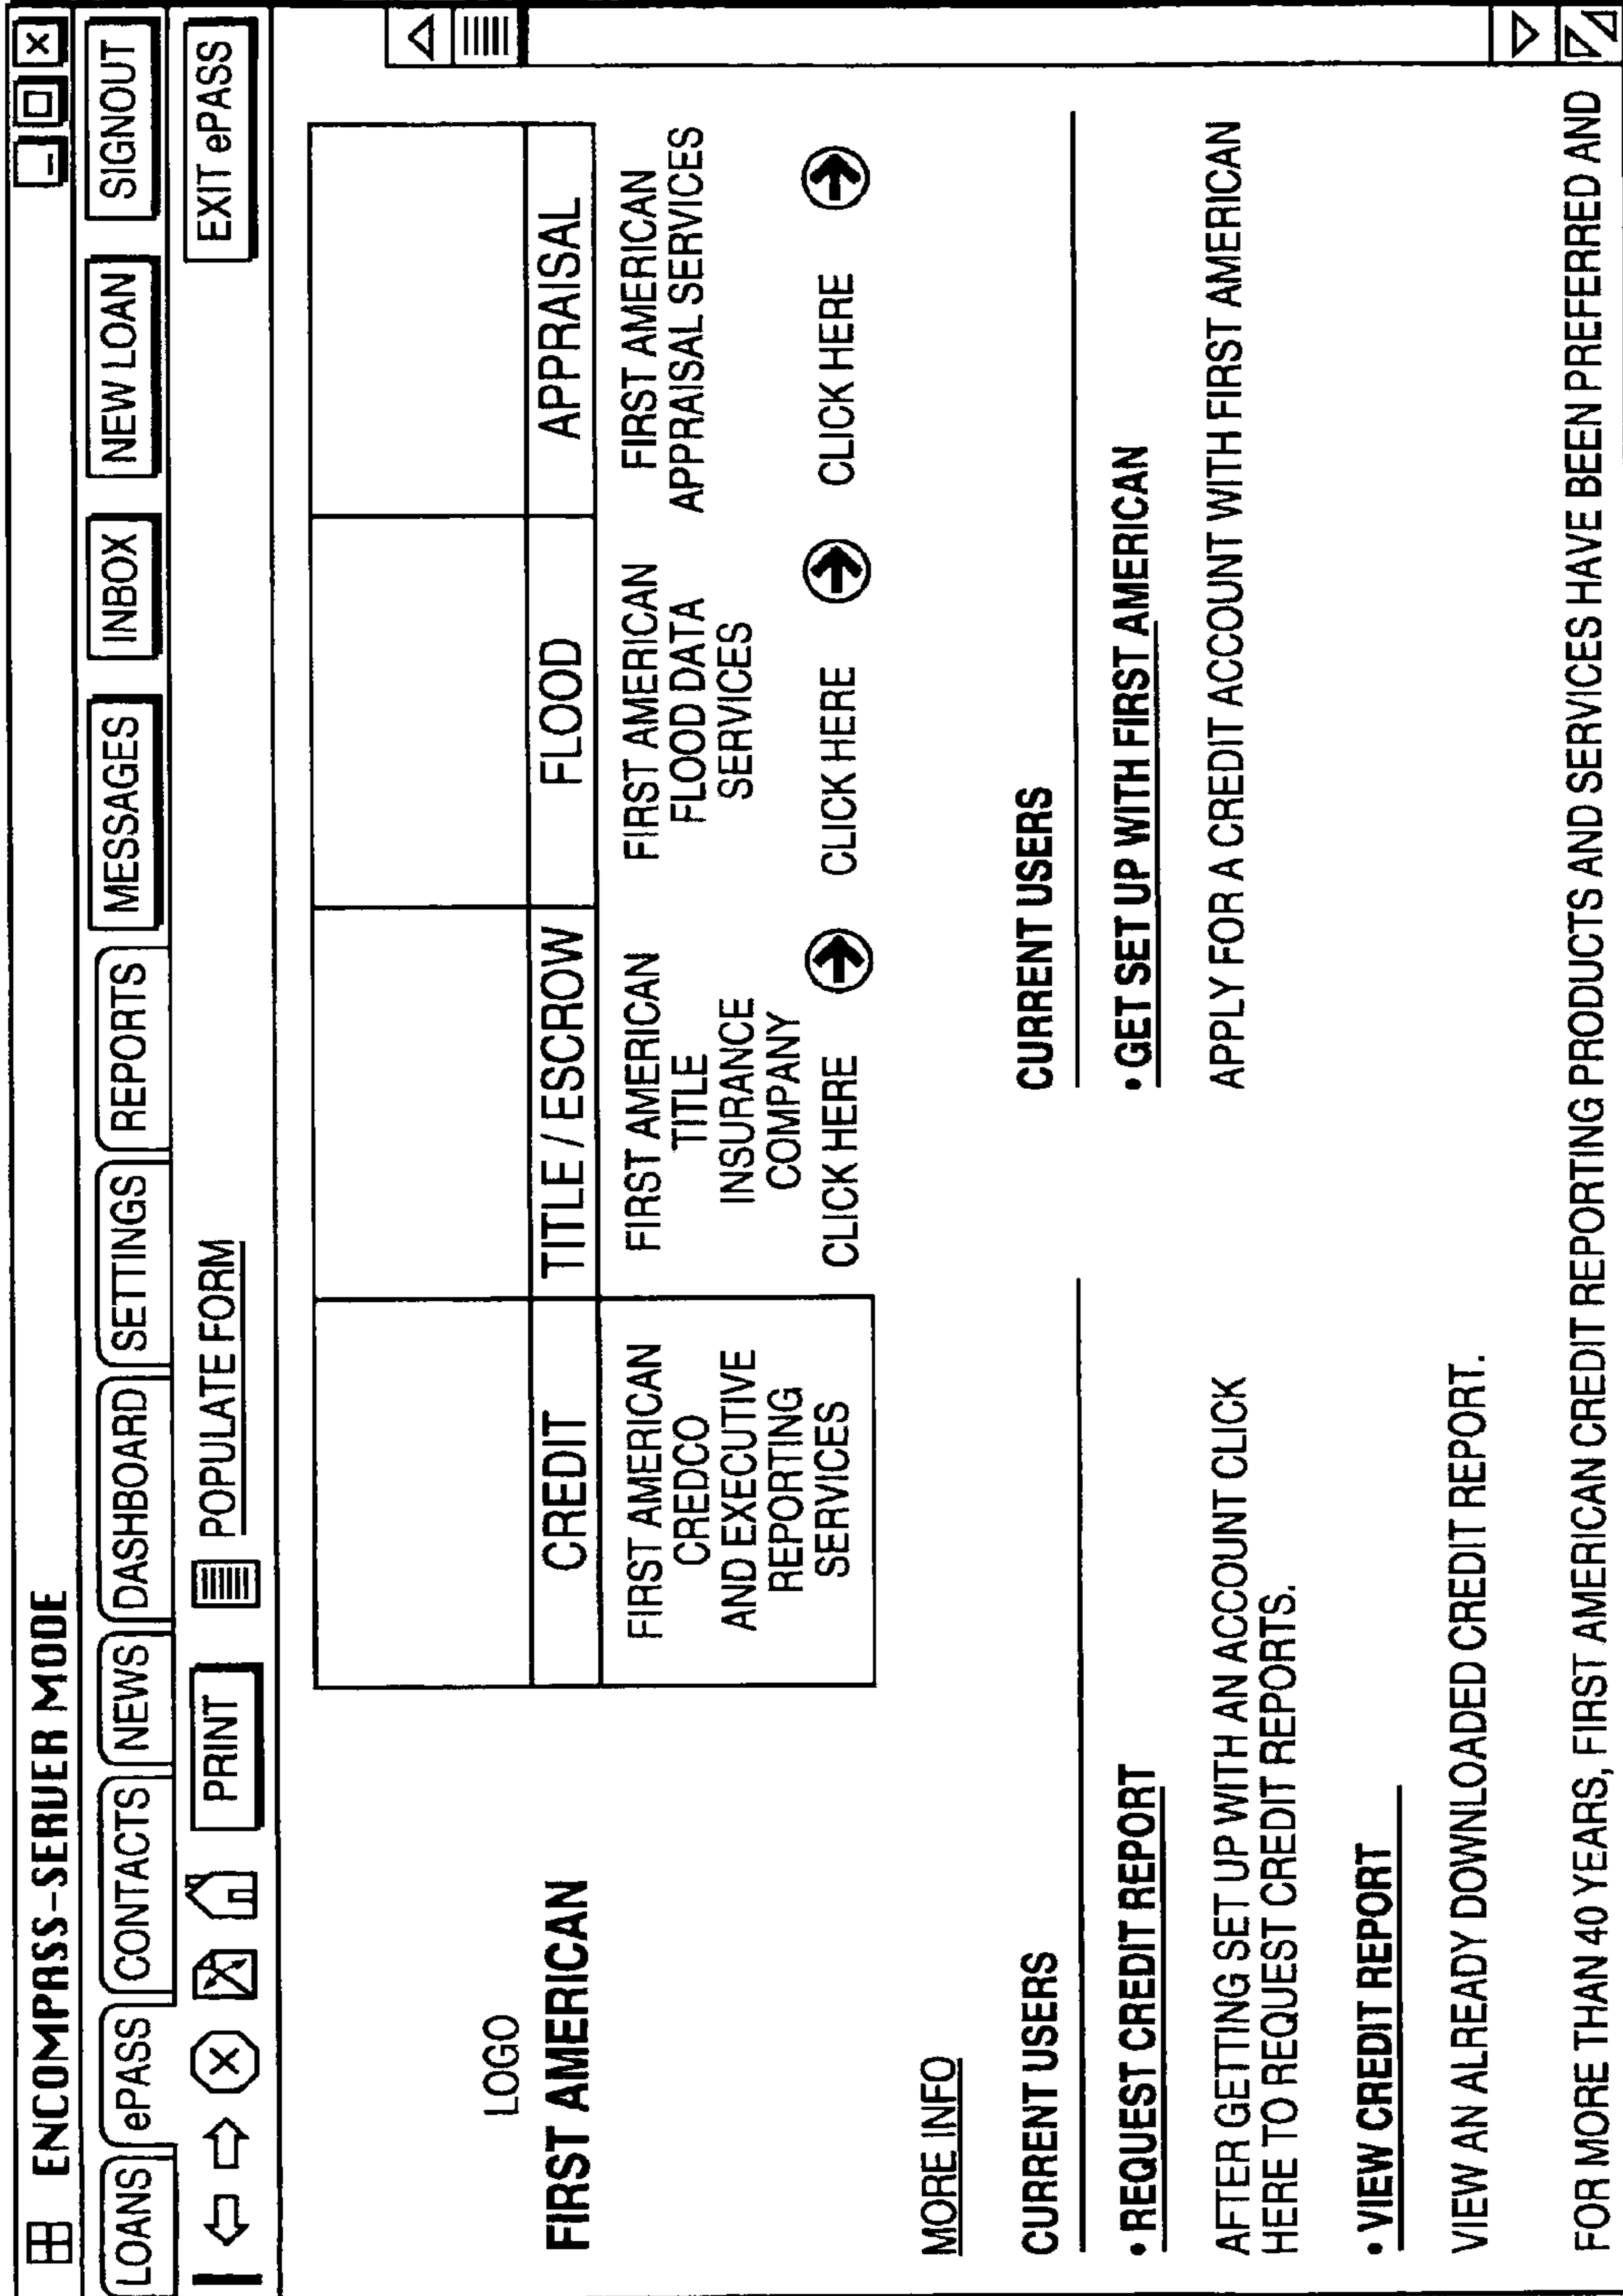 ENCOMPASS-SERVER MODE
LOANS ePASS CONTACTS NEWS DASHBOARD SETTINGS REPORTS MESSAGES INBOX NEW LOAN SIGNOUT
PRINT POPULATE FORM EXIT ePASS
LOGO
FIRST AMERICAN
CREDIT TITLE / ESCROW FLOOD APPRAISAL
FIRST AMERICAN
CREDCO
AND EXECUTIVE
REPORTING
SERVICES
FIRST AMERICAN
TITLE
INSURANCE
COMPANY
CLICK HERE
FIRST AMERICAN
FLOOD DATA
SERVICES
CLICK HERE
FIRST AMERICAN
APPRAISAL SERVICES
CLICK HERE
MORE INFO
CURRENT USERS
• REQUEST CREDIT REPORT
AFTER GETTING SET UP WITH AN ACCOUNT CLICK
HERE TO REQUEST CREDIT REPORTS.
• VIEW CREDIT REPORT
VIEW AN ALREADY DOWNLOADED CREDIT REPORT.
CURRENT USERS
• GET SET UP WITH FIRST AMERICAN
APPLY FOR A CREDIT ACCOUNT WITH FIRST AMERICAN
FOR MORE THAN 40 YEARS, FIRST AMERICAN CREDIT REPORTING PRODUCTS AND SERVICES HAVE BEEN PREFERRED AND